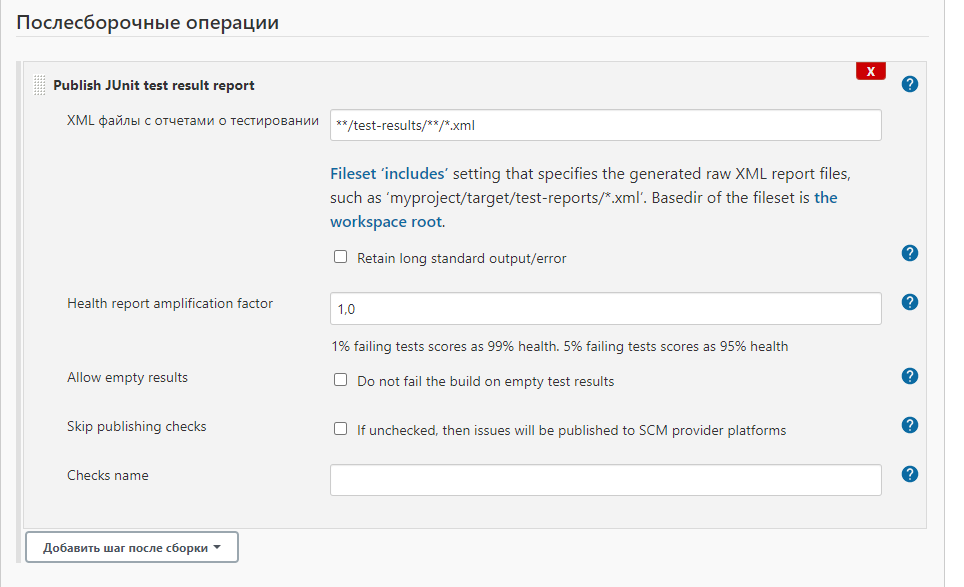 Послесборочные операции
X
Publish JUnit test result report
?
XML файлы с отчетами о тестировании
**/test-results/**/*.xml
Fileset ‘includes’ setting that specifies the generated raw XML report files,
such as ‘myproject/target/test-reports/*.xml’. Basedir of the fileset is the
workspace root.
Retain long standard output/error
?
Health report amplification factor
1,0
?
1% failing tests scores as 99% health. 5% failing tests scores as 95% health
Allow empty results
Do not fail the build on empty test results
?
Skip publishing checks
If unchecked, then issues will be published to SCM provider platforms
?
Checks name
?
Добавить шаг после сборки